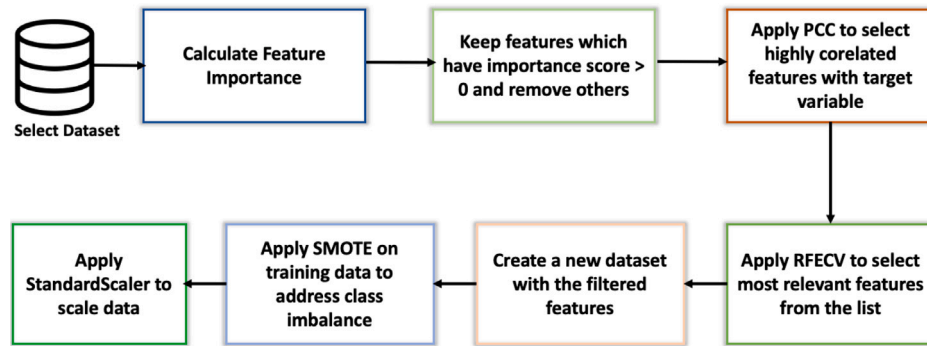 Select Dataset
Calculate Feature
Importance
Keep features which
have importance score >
0 and remove others
Apply PCC to select
highly corelated
features with target
variable
Apply RFECV to select
most relevant features
from the list
Create a new dataset
with the filtered
features
Apply SMOTE on
training data to
address class
imbalance
Apply
StandardScaler to
scale data